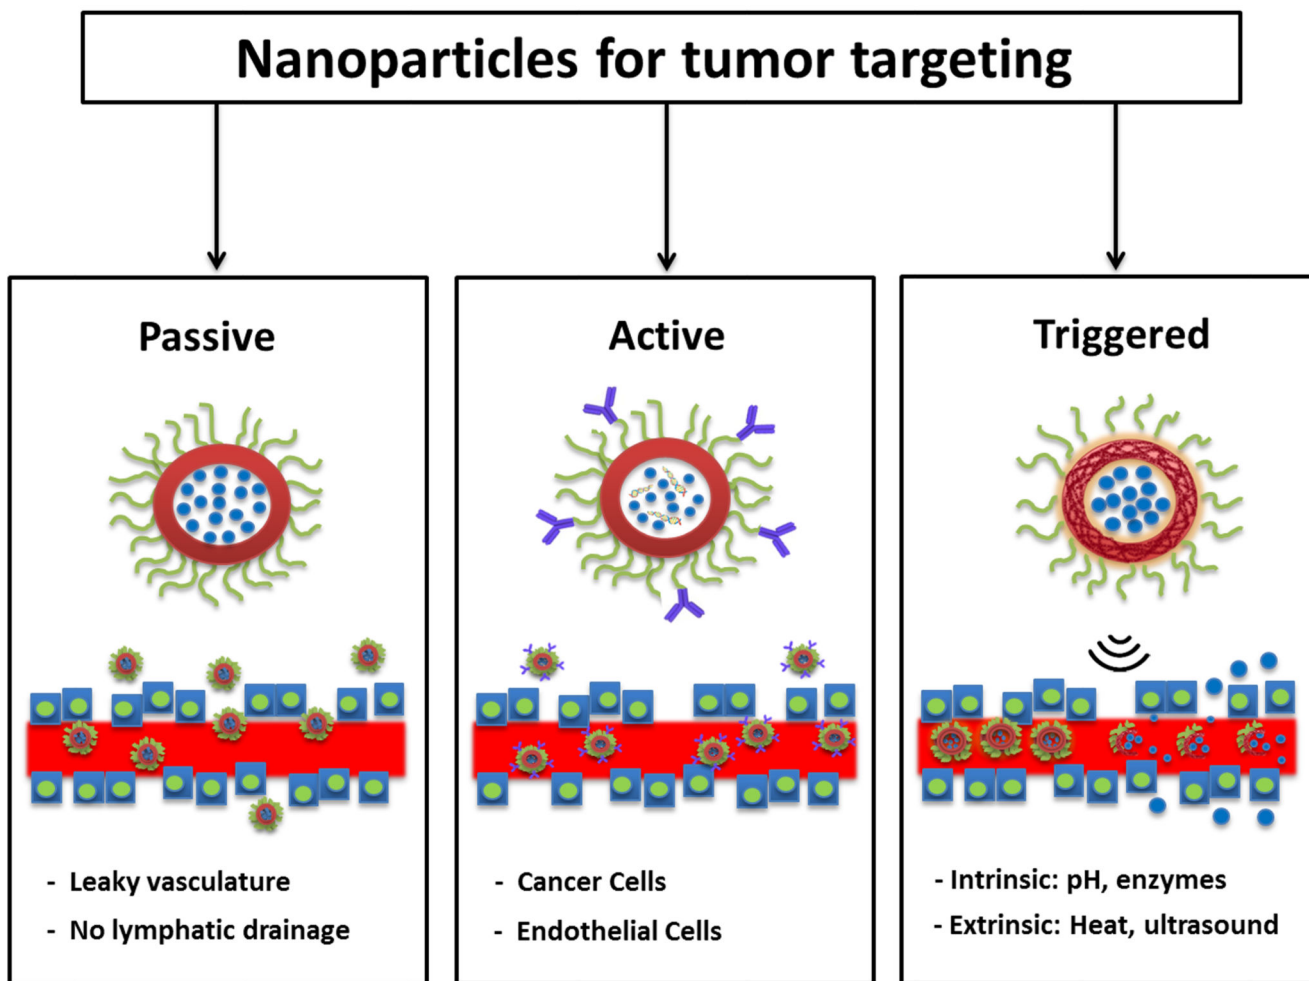 Nanoparticles for tumor targeting
Passive
- Leaky vasculature
- No lymphatic drainage
Active
- Cancer Cells
- Endothelial Cells
Triggered
- Intrinsic: pH, enzymes
- Extrinsic: Heat, ultrasound